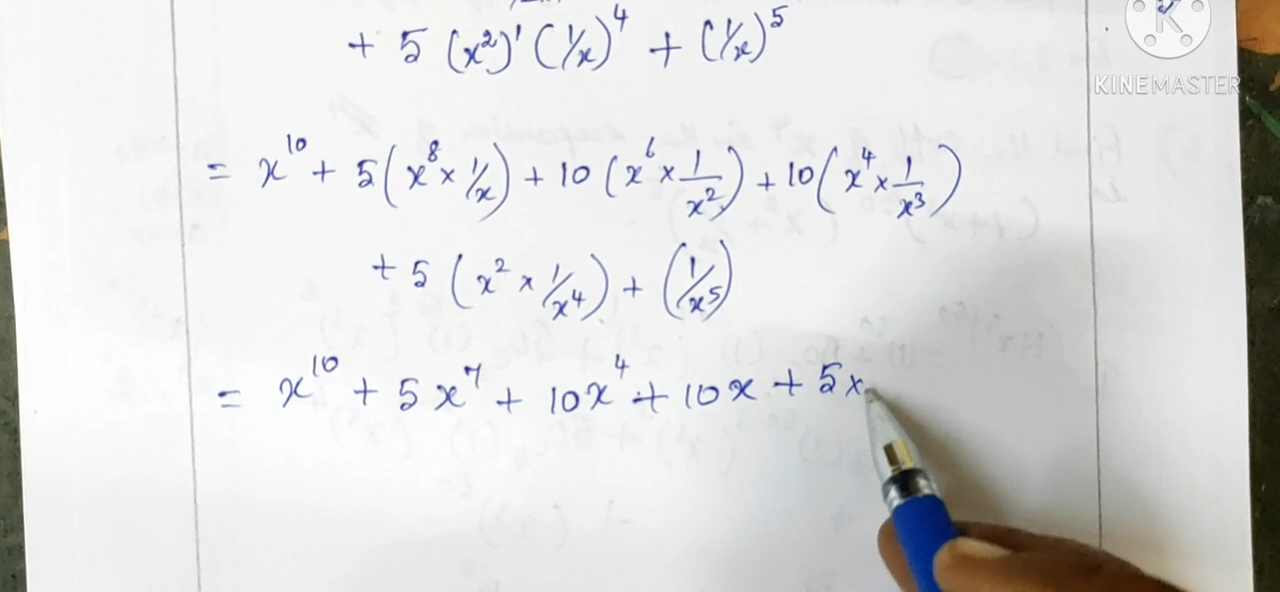 + 5 (x²)¹ (1/x)⁴ + (1/x)⁵
KINEMASTER
= x¹⁰ + 5(x⁸ × 1/x) + 10 (x⁶ × 1/x²) + 10(x⁴ × 1/x³)
+ 5 (x² × 1/x⁴) + (1/x⁵)
= x¹⁰ + 5x⁷ + 10x⁴ + 10x + 5x